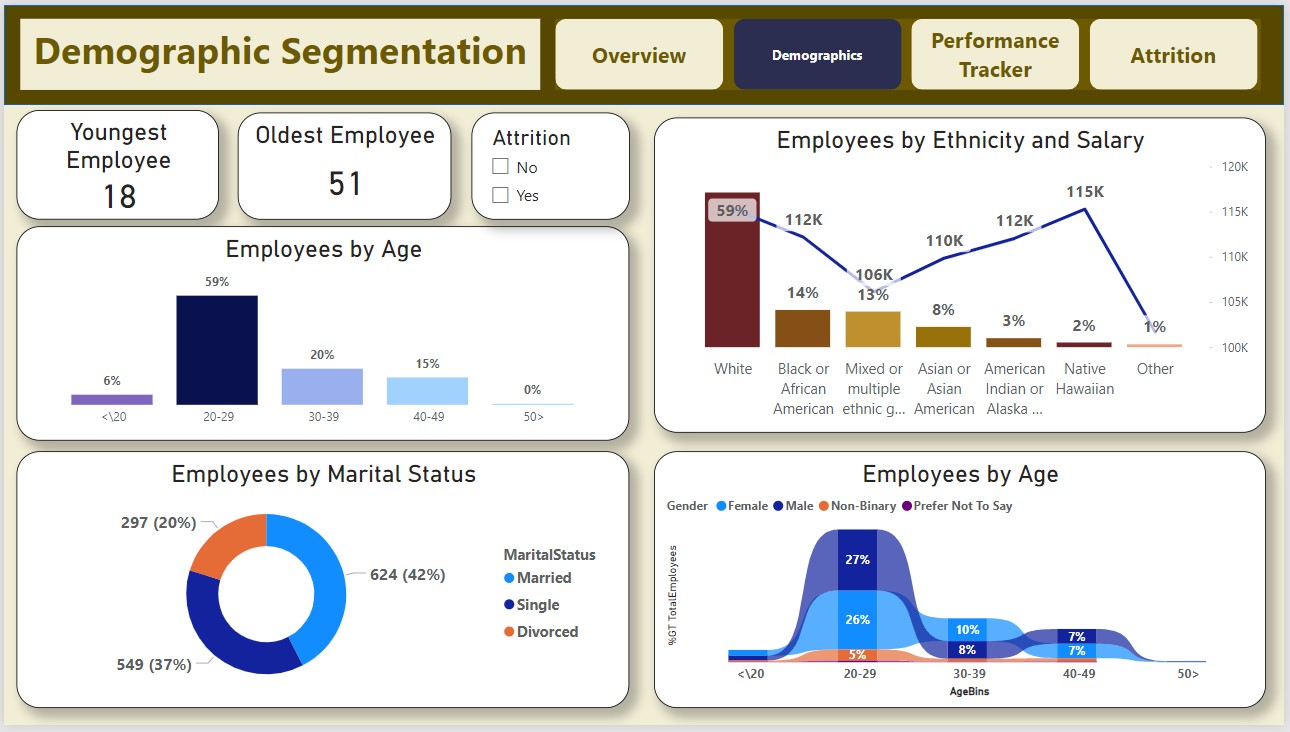 Demographic Segmentation
Overview
Demographics
Performance
Tracker
Attrition
Youngest
Employee
18
Oldest Employee
51
Attrition
No
Yes
Employees by Age
6%
59%
20%
15%
0%
<\20
20-29
30-39
40-49
50>
Employees by Ethnicity and Salary
120K
115K
110K
105K
100K
59%
112K
106K
110K
112K
115K
14%
13%
8%
3%
2%
1%
White
Black or
African
American
Mixed or
multiple
ethnic g...
Asian or
Asian
American
American
Indian or
Alaska ...
Native
Hawaiian
Other
Employees by Marital Status
297 (20%)
624 (42%)
549 (37%)
MaritalStatus
Married
Single
Divorced
Employees by Age
Gender Female Male Non-Binary Prefer Not To Say
%GT TotalEmployees
27%
26%
5%
10%
8%
7%
7%
<\20
20-29
30-39
40-49
50>
AgeBins